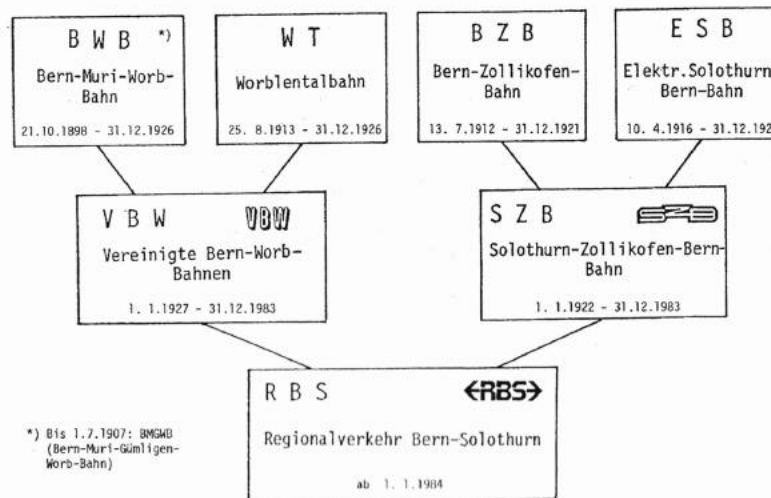 B W B *)
Bern-Muri-Worb-
Bahn
21.10.1898 - 31.12.1926
W T
Worblentalbahn
25. 8.1913 - 31.12.1926
B Z B
Bern-Zollikofen-
Bahn
13. 7.1912 - 31.12.1921
E S B
Elektr.Solothurn
Bern-Bahn
10. 4.1916 - 31.12.192
V B W VBW
Vereinigte Bern-Worb-
Bahnen
1. 1.1927 - 31.12.1983
S Z B SZB
Solothurn-Zollikofen-Bern-
Bahn
1. 1.1922 - 31.12.1983
R B S RBS
Regionalverkehr Bern-Solothurn
ab 1. 1.1984
*) Bis 1.7.1907: BMGWB
(Bern-Muri-Gümligen-
Worb-Bahn)